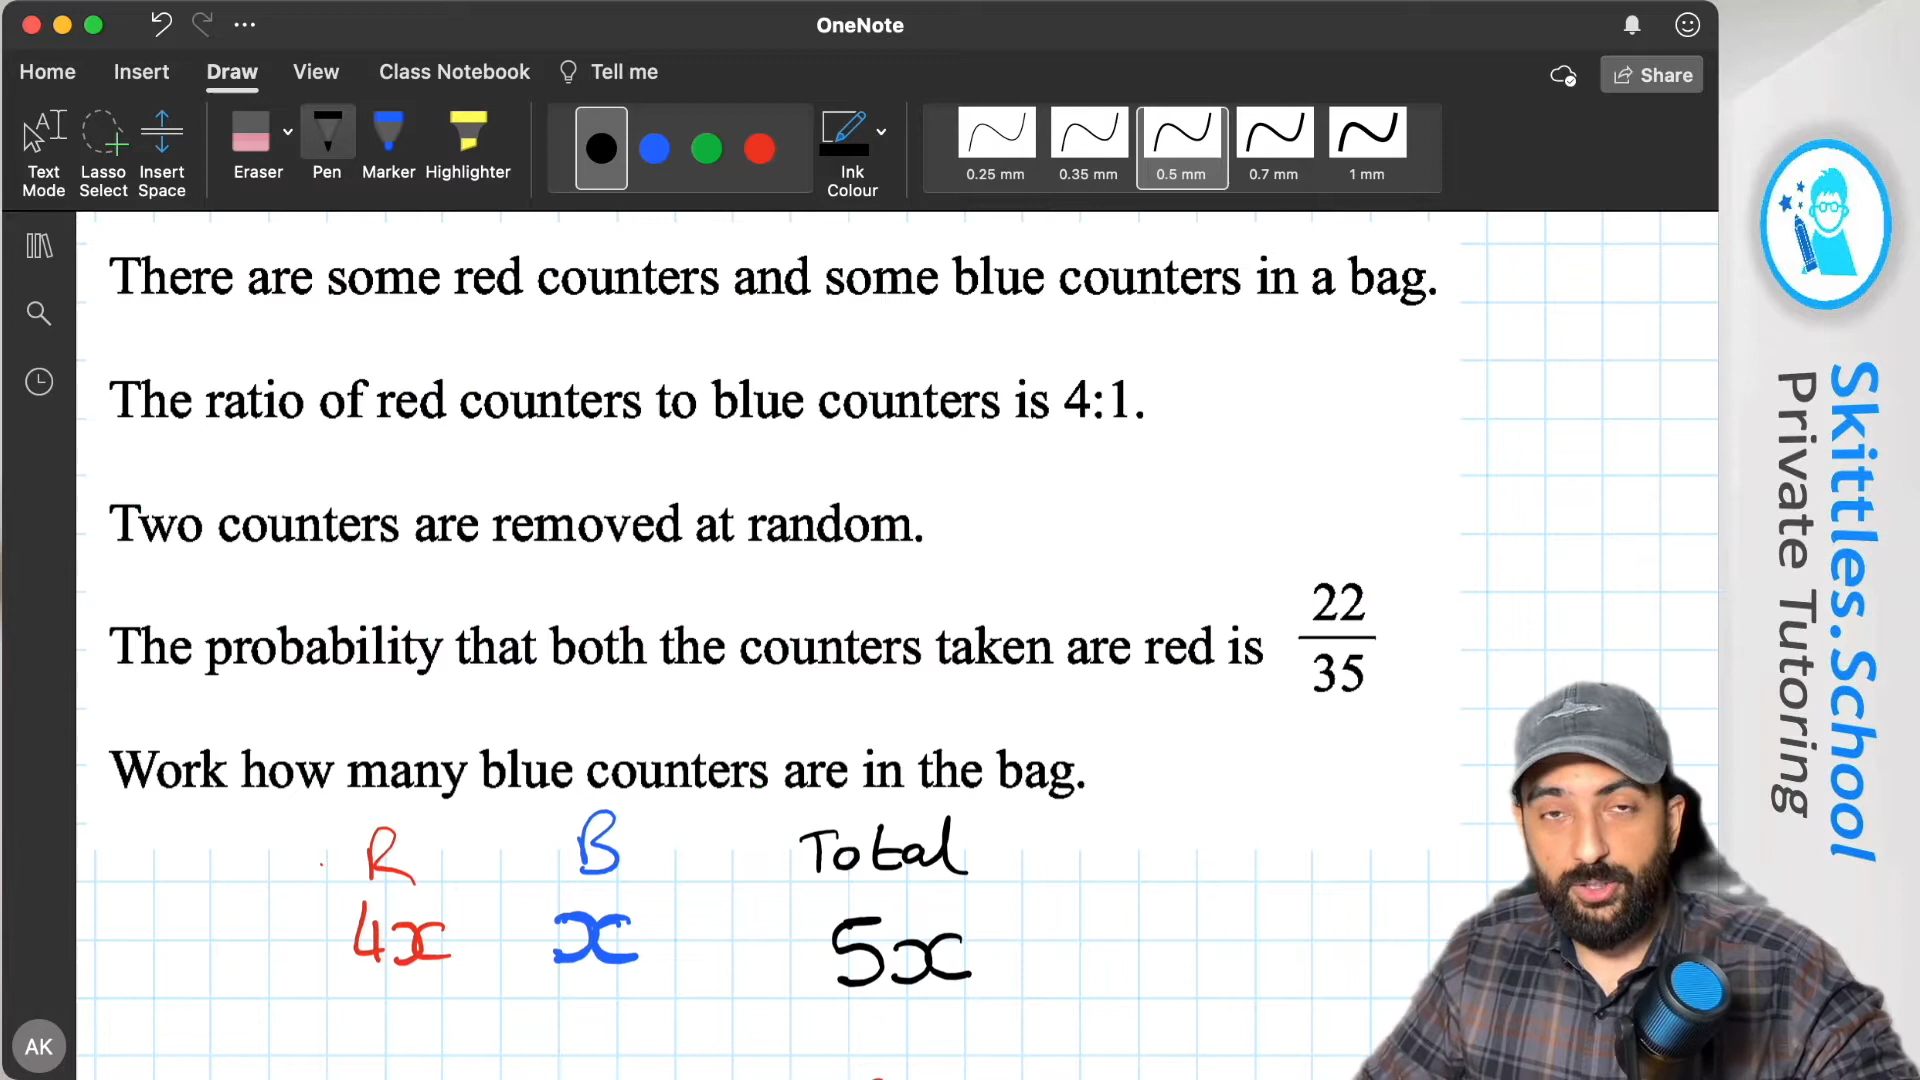 OneNote
Home Insert Draw View Class Notebook Tell me
Share
Text Mode
Lasso Select
Insert Space
Eraser
Pen
Marker
Highlighter
Ink Colour
0.25 mm
0.35 mm
0.5 mm
0.7 mm
1 mm
There are some red counters and some blue counters in a bag.
The ratio of red counters to blue counters is 4:1.
Two counters are removed at random.
The probability that both the counters taken are red is 22/35
Work how many blue counters are in the bag.
R B Total
4x x 5x
AK
Skittles.School
Private Tutoring